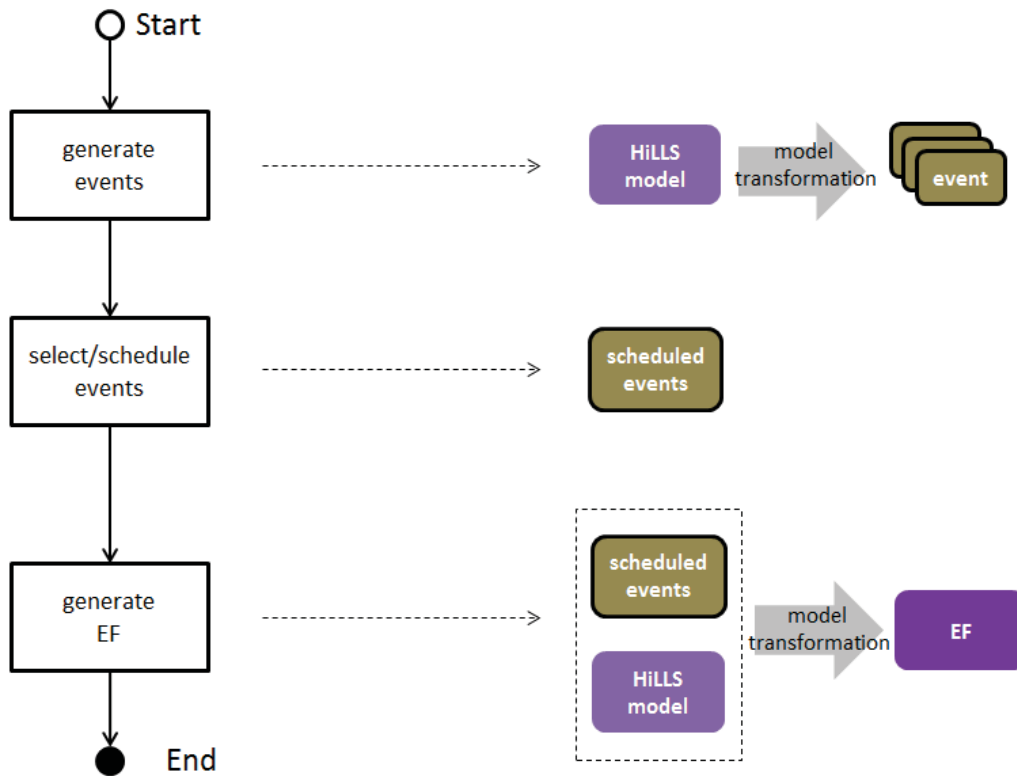 Start
generate
events
HiLLS
model
model
transformation
event
select/schedule
events
scheduled
events
generate
EF
scheduled
events
HiLLS
model
model
transformation
EF
End